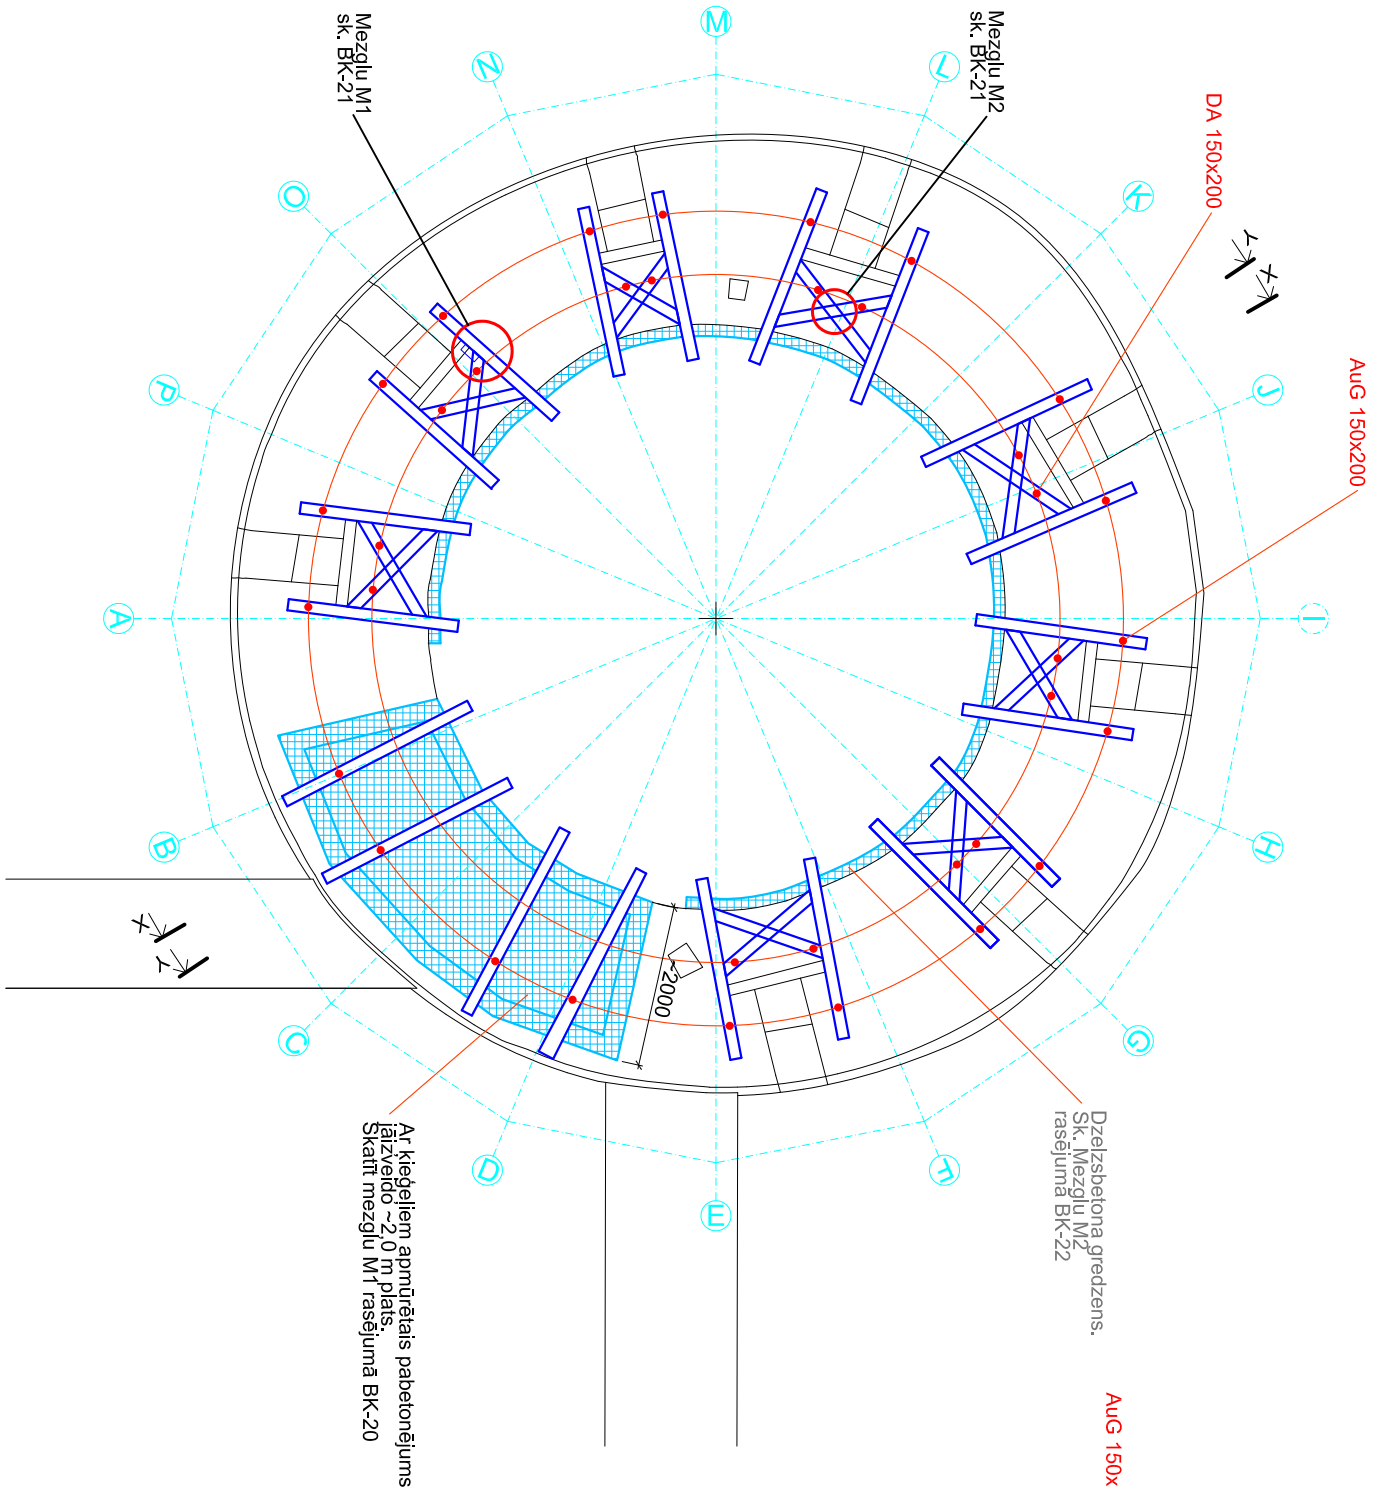 Mezglu M1
sk. BK-21
Mezglu M2
sk. BK-21
DA 150x200
AuG 150x200
AuG 150x
M
L
K
J
I
H
G
F
E
D
C
B
A
P
O
N
Y
X
X
Y
~2000
Dzelzsbetona gredzens.
Sk. Mezglu M2
rasējumā BK-22
Ar ķieģeļiem apmūrētais pabetonējums
jāizveido ~2,0 m plats.
Skatīt mezglu M1 rasējumā BK-20